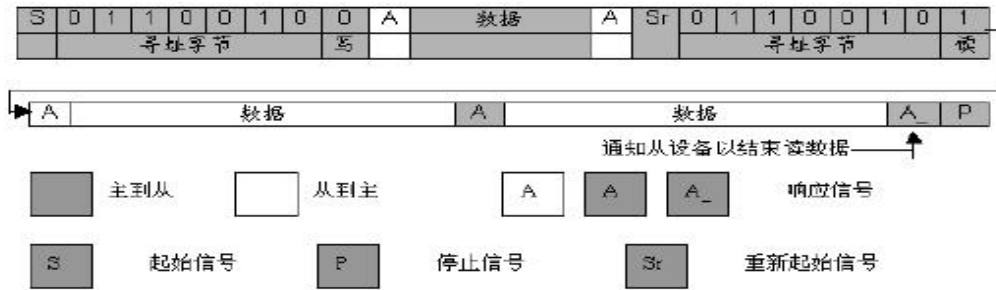 S 0 1 1 0 0 1 0 0 A 数据 A Sr 0 1 1 0 0 1 0 1
寻址字节 写 寻址字节 读
A 数据 A 数据 A_ P
通知从设备以结束读数据
主到从 从到主 A A A_ 响应信号
S 起始信号 P 停止信号 Sr 重新起始信号